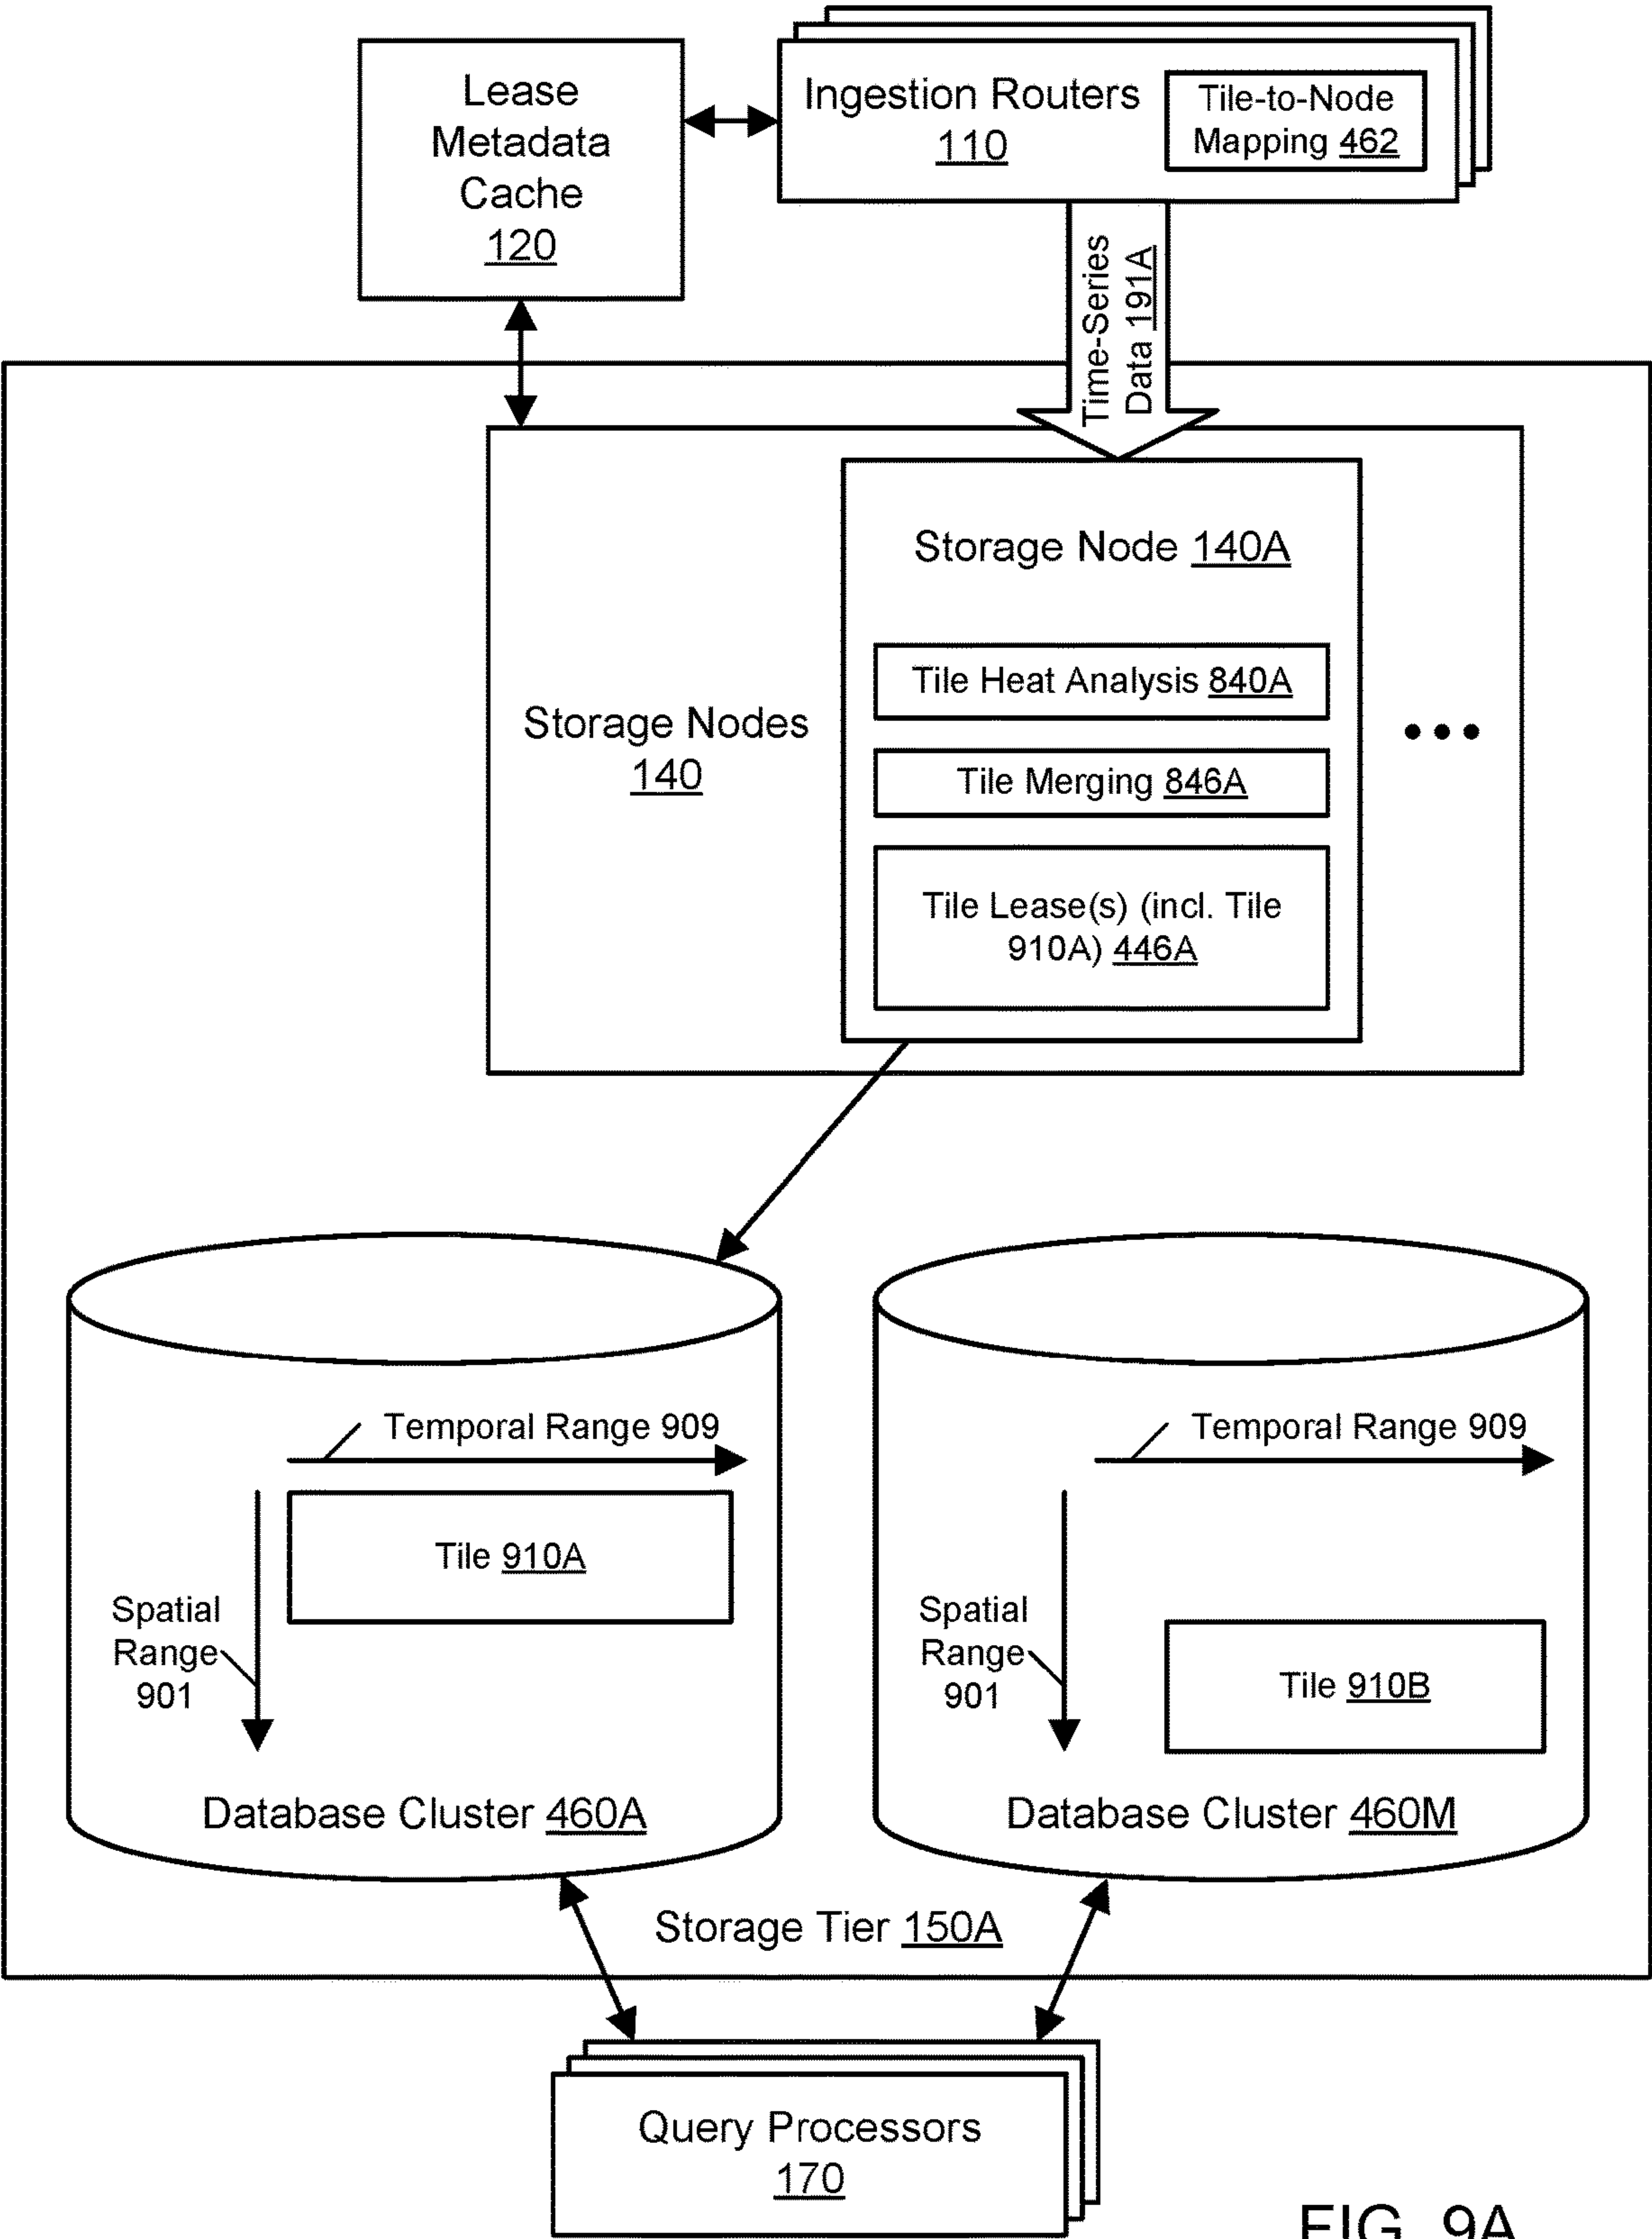 Lease
Metadata
Cache
120
Ingestion Routers
110
Tile-to-Node
Mapping 462
Time-Series
Data 191A
Storage Node 140A
Tile Heat Analysis 840A
Tile Merging 846A
Tile Lease(s) (incl. Tile
910A) 446A
Storage Nodes
140
Temporal Range 909
Tile 910A
Spatial
Range
901
Database Cluster 460A
Temporal Range 909
Spatial
Range
901
Tile 910B
Database Cluster 460M
Storage Tier 150A
Query Processors
170
FIG. 9A